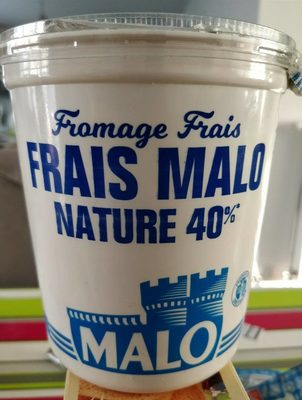 Fromage Frais
FRAIS MALO
NATURE 40%*
MALO